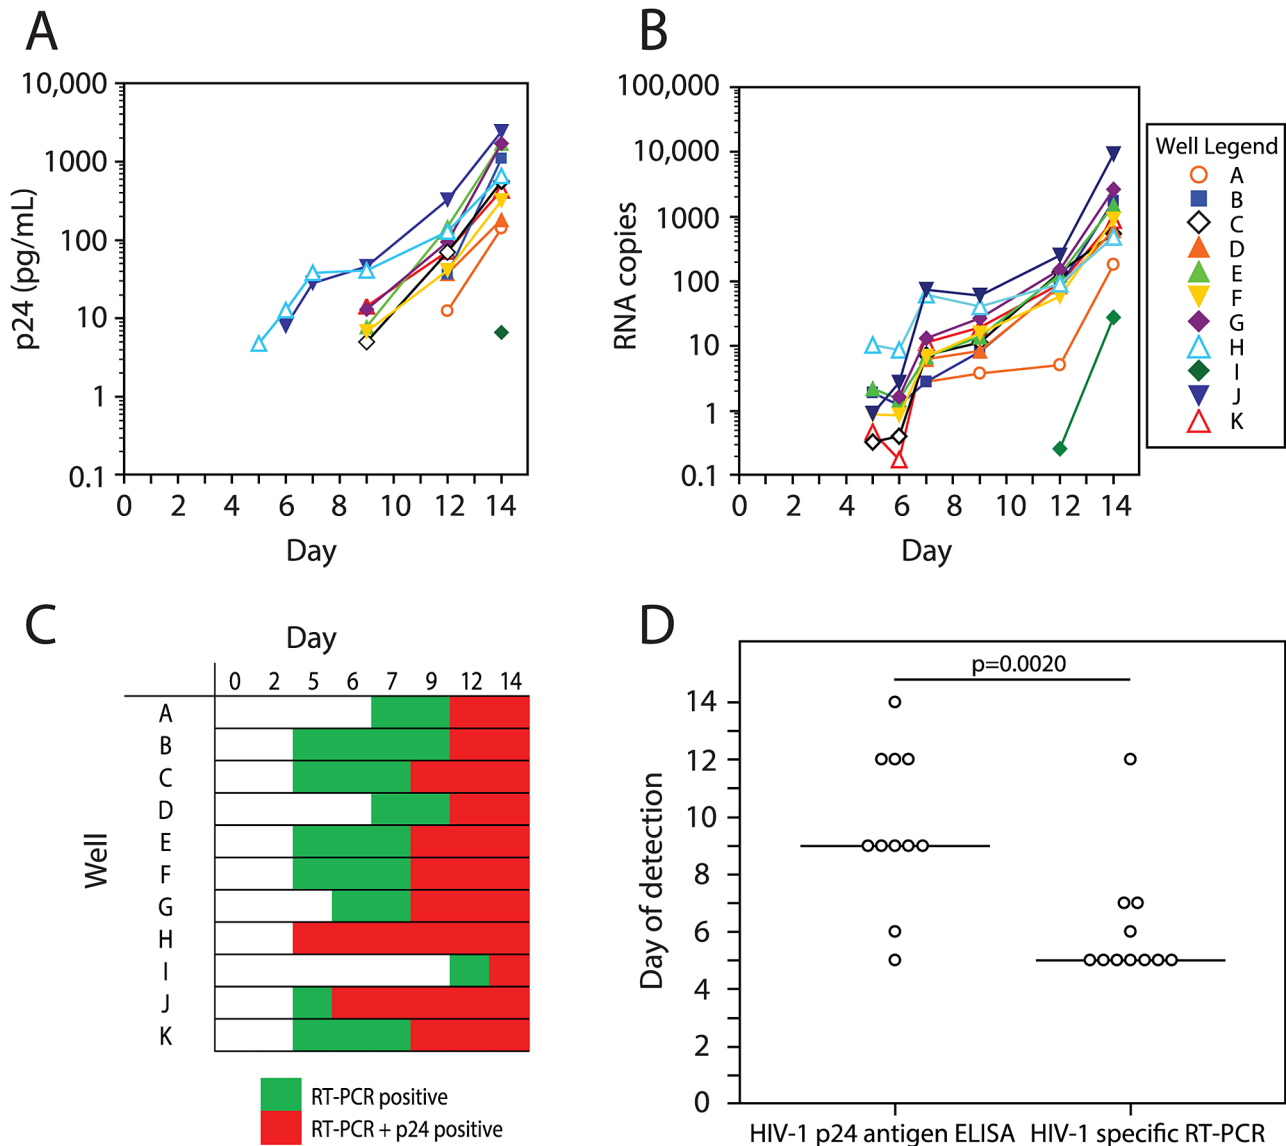 A
p24 (pg/mL)
10,000
1000
100
10
1
0.1
0 2 4 6 8 10 12 14
Day
B
RNA copies
100,000
10,000
1000
100
10
1
0.1
0 2 4 6 8 10 12 14
Day
Well Legend
A
B
C
D
E
F
G
H
I
J
K
C
Day
0 2 5 6 7 9 12 14
Well
A
B
C
D
E
F
G
H
I
J
K
RT-PCR positive
RT-PCR + p24 positive
D
p=0.0020
Day of detection
14
12
10
8
6
4
2
0
HIV-1 p24 antigen ELISA HIV-1 specific RT-PCR